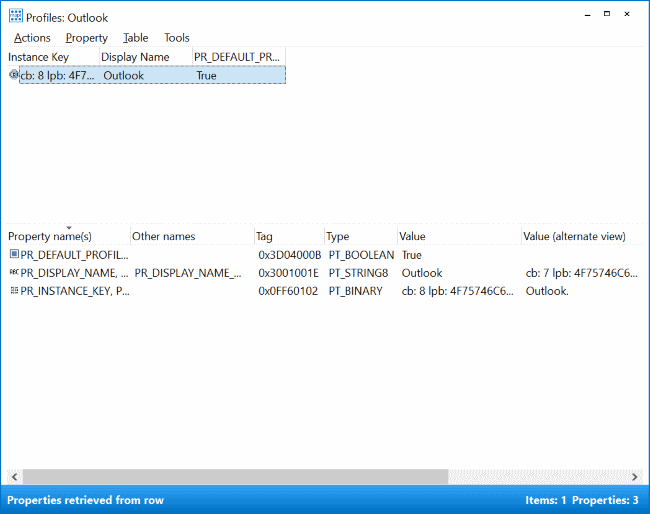 Profiles: Outlook
Actions Property Table Tools
Instance Key Display Name PR_DEFAULT_PR...
cb: 8 lpb: 4F7... Outlook True
Property name(s) Other names Tag Type Value Value (alternate view)
PR_DEFAULT_PROFIL... 0x3D04000B PT_BOOLEAN True
PR_DISPLAY_NAME, ... PR_DISPLAY_NAME_... 0x3001001E PT_STRING8 Outlook cb: 7 lpb: 4F75746C6...
PR_INSTANCE_KEY, P... 0x0FF60102 PT_BINARY cb: 8 lpb: 4F75746C6... Outlook.
Properties retrieved from row Items: 1 Properties: 3